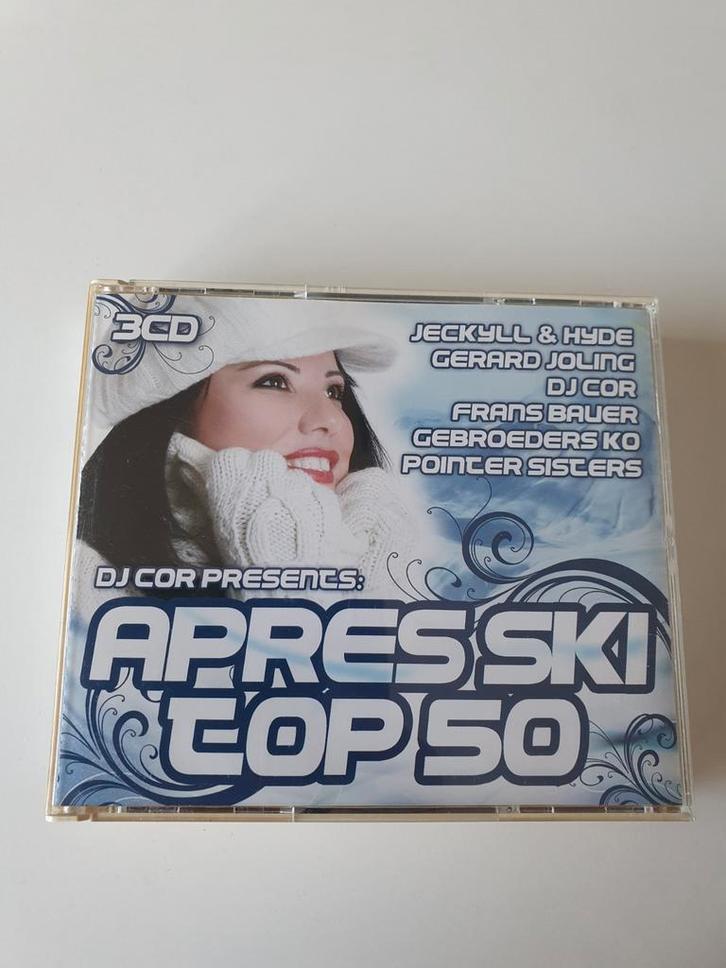 3CD
JECKYLL & HYDE
GERARD JOLING
DJ COR
FRANS BAUER
GEBROEDERS KO
POINTER SISTERS
DJ COR PRESENTS:
APRES SKI
TOP 50